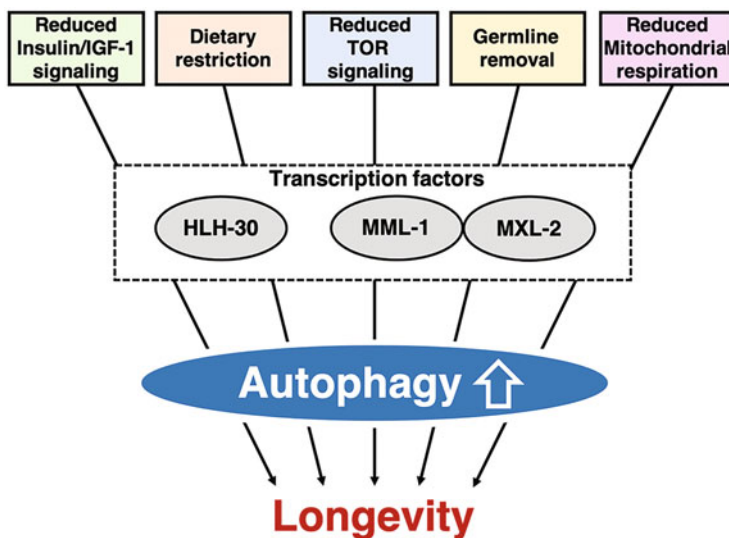 Reduced
Insulin/IGF-1
signaling
Dietary
restriction
Reduced
TOR
signaling
Germline
removal
Reduced
Mitochondrial
respiration
Transcription factors
HLH-30
MML-1
MXL-2
Autophagy
Longevity